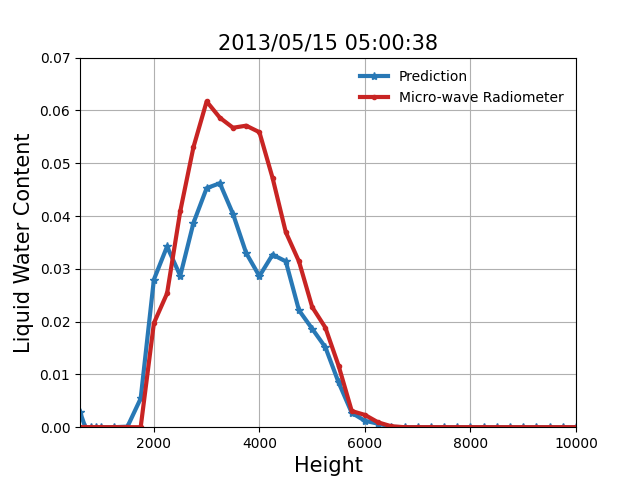 2013/05/15 05:00:38
0.07
0.06
0.05
0.04
0.03
0.02
0.01
0.00
Liquid Water Content
Prediction
Micro-wave Radiometer
2000 4000 6000 8000 10000
Height